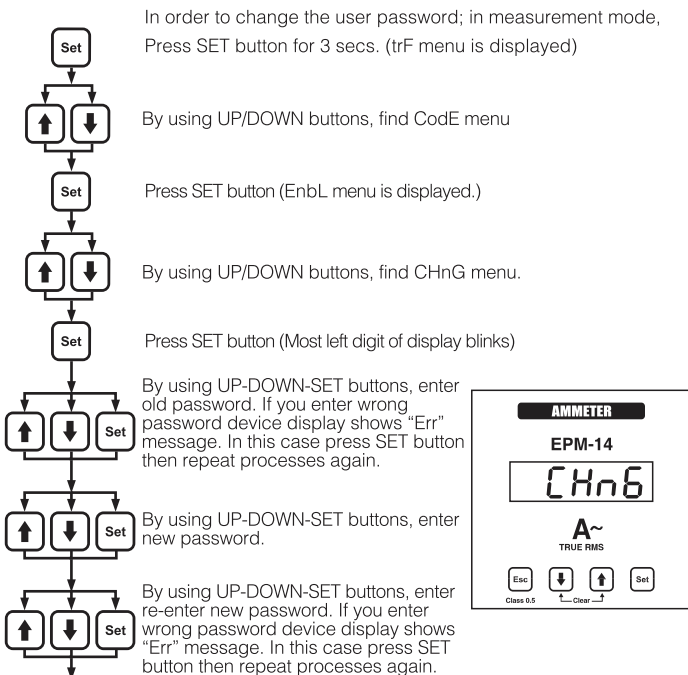 In order to change the user password; in measurement mode,
Press SET button for 3 secs. (trF menu is displayed)
Set
By using UP/DOWN buttons, find CodE menu
Set
Press SET button (EnbL menu is displayed.)
By using UP/DOWN buttons, find CHnG menu.
Set
Press SET button (Most left digit of display blinks)
By using UP-DOWN-SET buttons, enter
old password. If you enter wrong
password device display shows "Err"
message. In this case press SET button
then repeat processes again.
Set
By using UP-DOWN-SET buttons, enter
new password.
Set
By using UP-DOWN-SET buttons, enter
re-enter new password. If you enter
wrong password device display shows
"Err" message. In this case press SET
button then repeat processes again.
Set
AMMETER
EPM-14
CHnG
A~
TRUE RMS
Esc
Set
Class 0.5
Clear